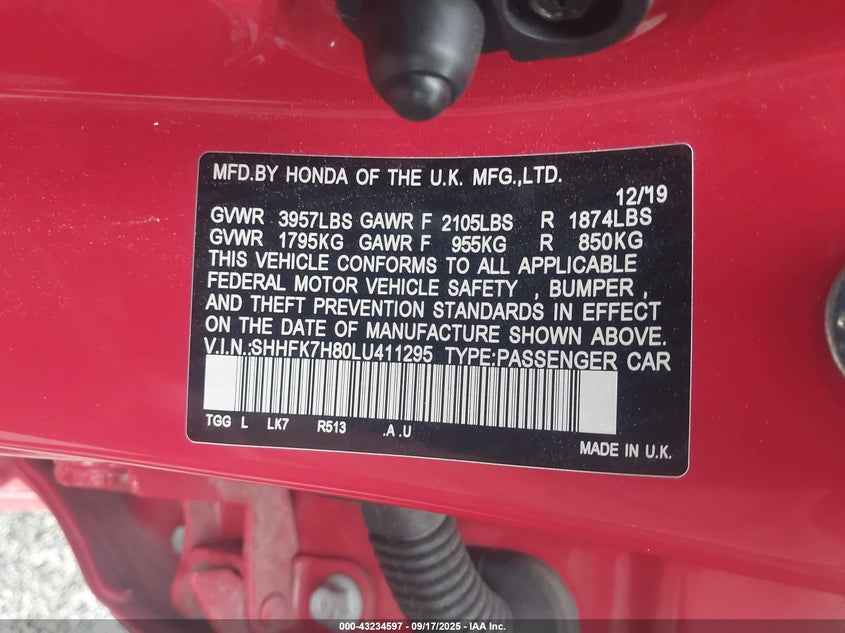 MFD.BY HONDA OF THE U.K. MFG.,LTD.
12/'19
GVWR 3957LBS GAWR F 2105LBS R 1874LBS
GVWR 1795KG GAWR F 955KG R 850KG
THIS VEHICLE CONFORMS TO ALL APPLICABLE
FEDERAL MOTOR VEHICLE SAFETY , BUMPER ,
AND THEFT PREVENTION STANDARDS IN EFFECT
ON THE DATE OF MANUFACTURE SHOWN ABOVE.
V.I.N.:SHHFK7H80LU411295 TYPE:PASSENGER CAR
TGG L LK7 R513 .A .U
MADE IN U.K.
000-43234597 - 09/17/2025 - IAA Inc.